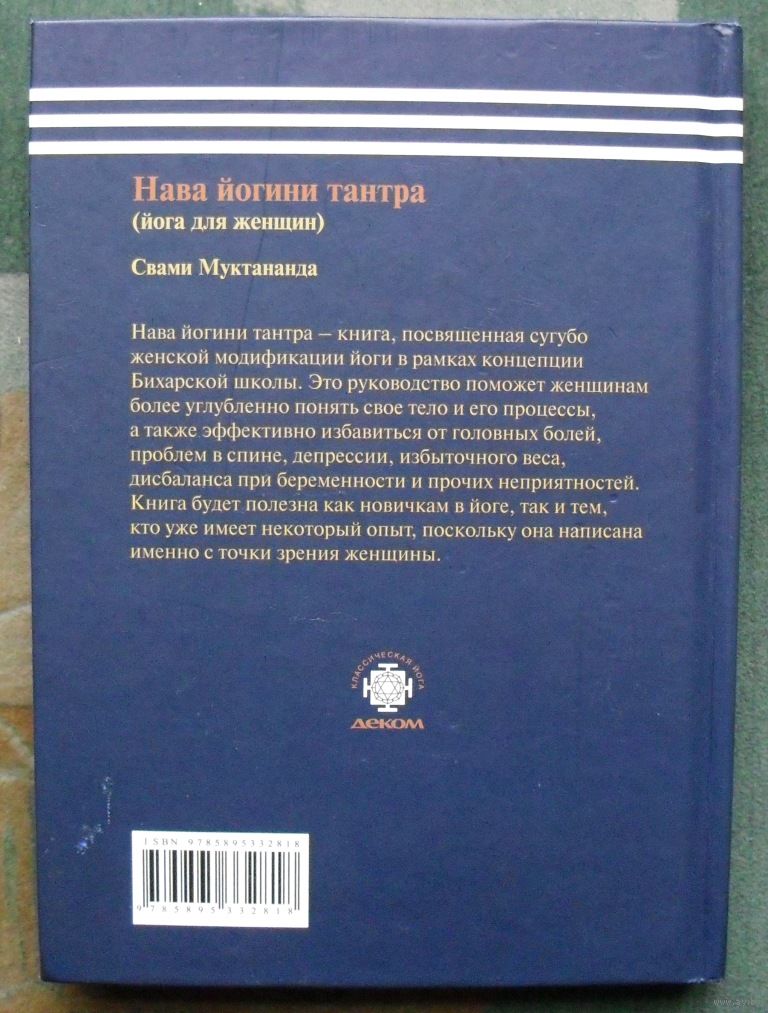 Нава йогини тантра
(йога для женщин)
Свами Муктананда
Нава йогини тантра – книга, посвященная сугубо
женской модификации йоги в рамках концепции
Бихарской школы. Это руководство поможет женщинам
более углубленно понять свое тело и его процессы,
а также эффективно избавиться от головных болей,
проблем в спине, депрессии, избыточного веса,
дисбаланса при беременности и прочих неприятностей.
Книга будет полезна как новичкам в йоге, так и тем,
кто уже имеет некоторый опыт, поскольку она написана
именно с точки зрения женщины.
КЛАССИЧЕСКАЯ ЙОГА
ДЕКОМ
ISBN 9785895332818
9 785895 332818